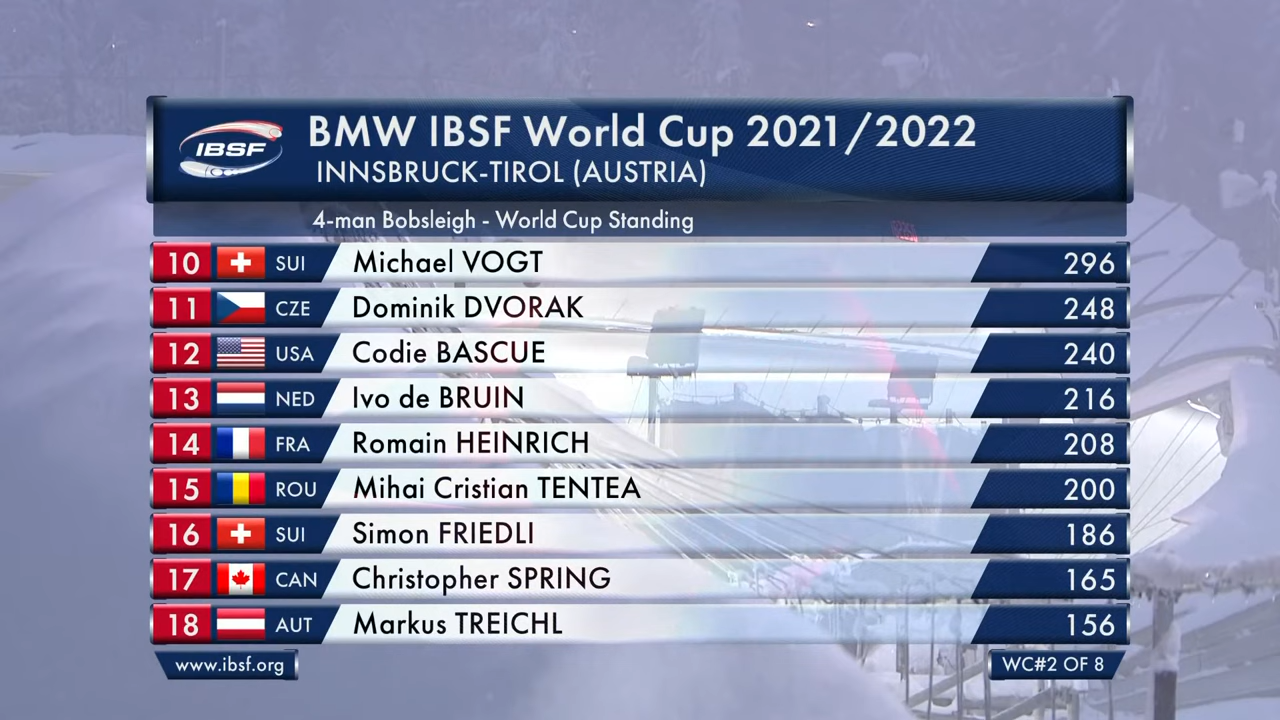 IBSF
BMW IBSF World Cup 2021/2022
INNSBRUCK-TIROL (AUSTRIA)
4-man Bobsleigh - World Cup Standing
10 SUI Michael VOGT 296
11 CZE Dominik DVORAK 248
12 USA Codie BASCUE 240
13 NED Ivo de BRUIN 216
14 FRA Romain HEINRICH 208
15 ROU Mihai Cristian TENTEA 200
16 SUI Simon FRIEDLI 186
17 CAN Christopher SPRING 165
18 AUT Markus TREICHL 156
www.ibsf.org WC#2 OF 8